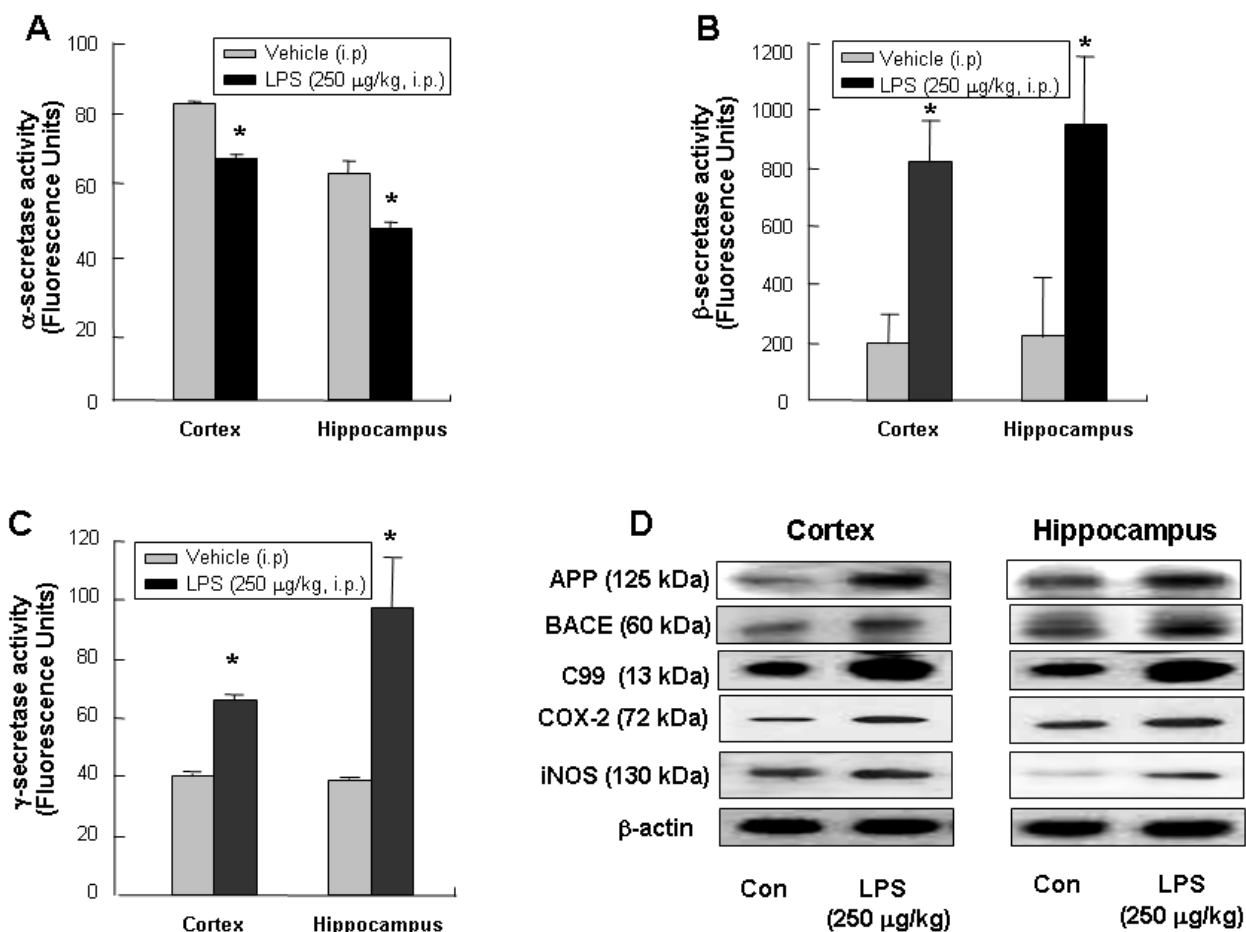 A
α-secretase activity
(Fluorescence Units)
100
80
60
40
20
0
Vehicle (i.p)
LPS (250 μg/kg, i.p.)
*
*
Cortex
Hippocampus
B
β-secretase activity
(Fluorescence Units)
1200
1000
800
600
400
200
0
Vehicle (i.p)
LPS (250 μg/kg, i.p.)
*
*
Cortex
Hippocampus
C
γ-secretase activity
(Fluorescence Units)
120
100
80
60
40
20
0
Vehicle (i.p)
LPS (250 μg/kg, i.p.)
*
*
Cortex
Hippocampus
D
Cortex
Hippocampus
APP (125 kDa)
BACE (60 kDa)
C99 (13 kDa)
COX-2 (72 kDa)
iNOS (130 kDa)
β-actin
Con
LPS
(250 μg/kg)
Con
LPS
(250 μg/kg)